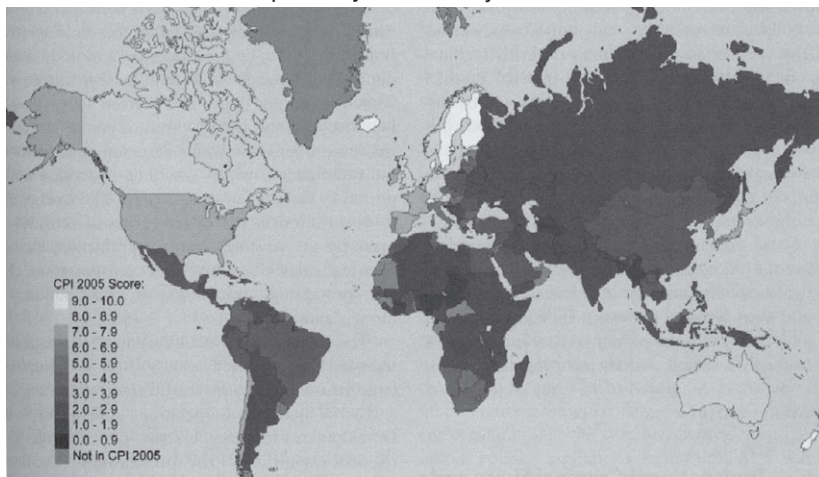 CPI 2005 Score:
9.0 - 10.0
8.0 - 8.9
7.0 - 7.9
6.0 - 6.9
5.0 - 5.9
4.0 - 4.9
3.0 - 3.9
2.0 - 2.9
1.0 - 1.9
0.0 - 0.9
Not in CPI 2005